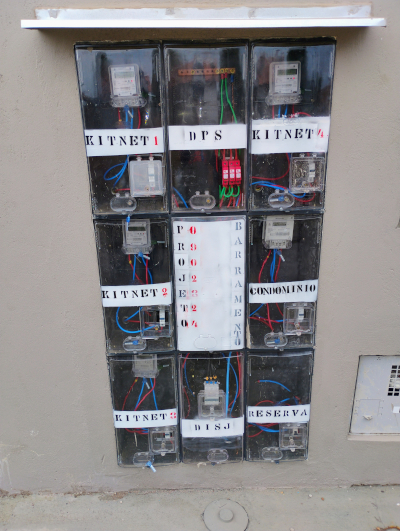 KITNET 1
DPS
KITNET 4
KITNET 2
PROJETO
BARRAMENTO
CONDOMINIO
KITNET 3
DISJ
RESERVA